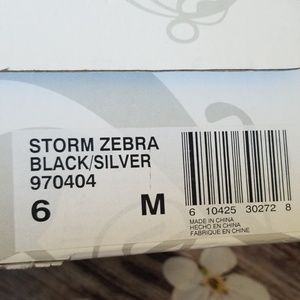 STORM ZEBRA
BLACK/SILVER
970404
6 M
6 10425 30272 8
MADE IN CHINA
HECHO EN CHINA
FABRIQUE EN CHINE